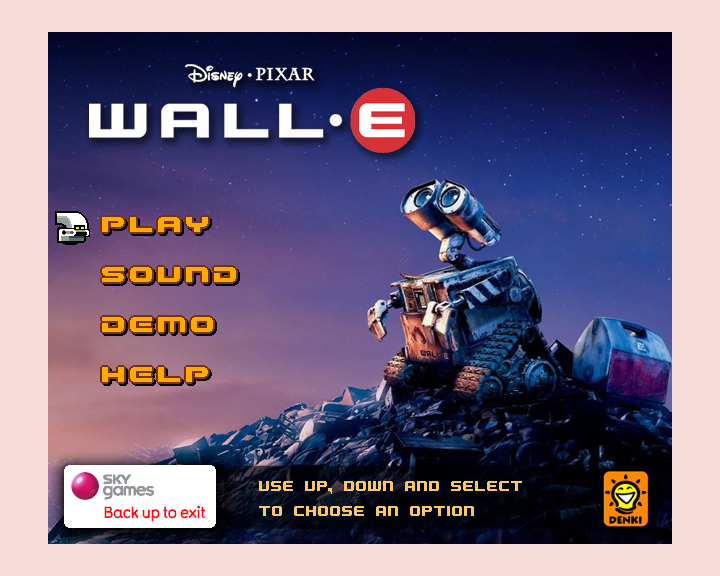 Disney · PIXAR
WALL·E
PLAY
SOUND
DEMO
HELP
WALL·E
sky
games
Back up to exit
USE UP, DOWN AND SELECT
TO CHOOSE AN OPTION
DENKI